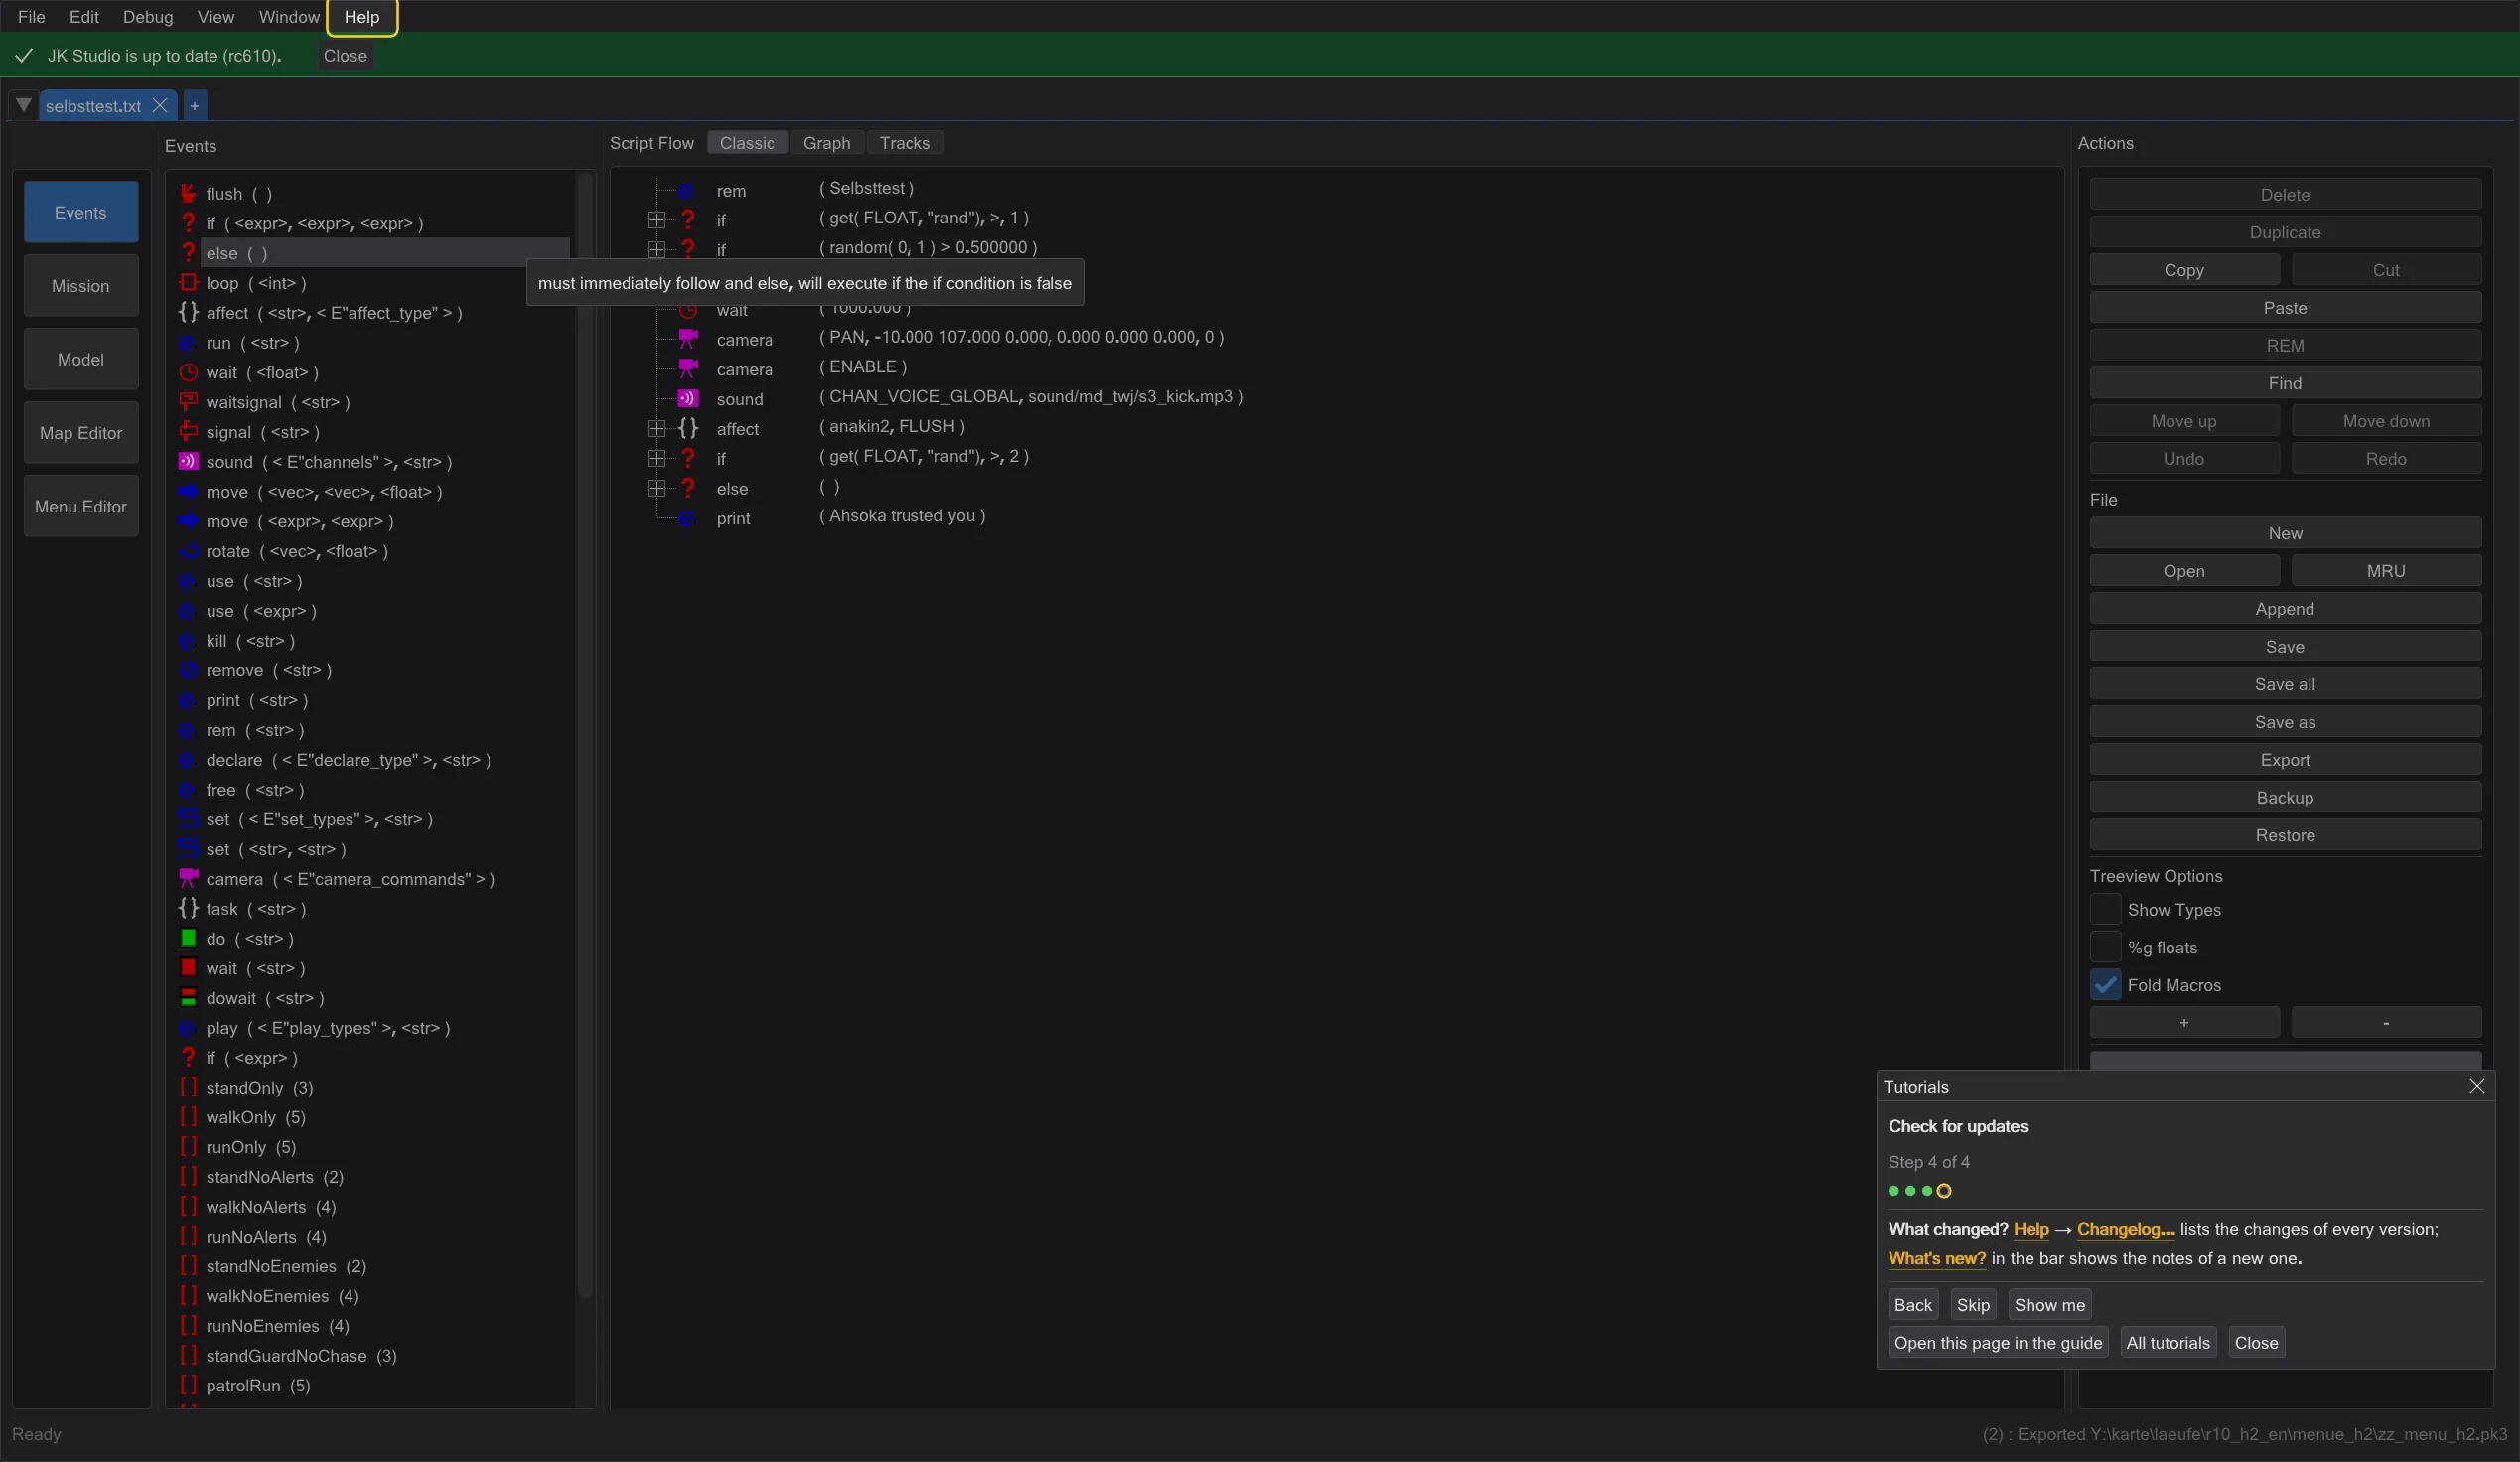 File Edit Debug View Window Help
JK Studio is up to date (rc610). Close
selbsttest.txt +
Events
Mission
Model
Map Editor
Menu Editor
Events
flush ( )
if ( <expr>, <expr>, <expr> )
else ( )
loop ( <int> )
affect ( <str>, < E"affect_type" > )
run ( <str> )
wait ( <float> )
waitsignal ( <str> )
signal ( <str> )
sound ( < E"channels" >, <str> )
move ( <vec>, <vec>, <float> )
move ( <expr>, <expr> )
rotate ( <vec>, <float> )
use ( <str> )
use ( <expr> )
kill ( <str> )
remove ( <str> )
print ( <str> )
rem ( <str> )
declare ( < E"declare_type" >, <str> )
free ( <str> )
set ( < E"set_types" >, <str> )
set ( <str>, <str> )
camera ( < E"camera_commands" > )
task ( <str> )
do ( <str> )
wait ( <str> )
dowait ( <str> )
play ( < E"play_types" >, <str> )
if ( <expr> )
standOnly (3)
walkOnly (5)
runOnly (5)
standNoAlerts (2)
walkNoAlerts (4)
runNoAlerts (4)
standNoEnemies (2)
walkNoEnemies (4)
runNoEnemies (4)
standGuardNoChase (3)
patrolRun (5)
Script Flow Classic Graph Tracks
rem ( Selbsttest )
if ( get( FLOAT, "rand"), >, 1 )
if ( random( 0, 1 ) > 0.500000 )
must immediately follow and else, will execute if the if condition is false
wait ( 1000.000 )
camera ( PAN, -10.000 107.000 0.000, 0.000 0.000 0.000, 0 )
camera ( ENABLE )
sound ( CHAN_VOICE_GLOBAL, sound/md_twj/s3_kick.mp3 )
affect ( anakin2, FLUSH )
if ( get( FLOAT, "rand"), >, 2 )
else ( )
print ( Ahsoka trusted you )
Actions
Delete
Duplicate
Copy Cut
Paste
REM
Find
Move up Move down
Undo Redo
File
New
Open MRU
Append
Save
Save all
Save as
Export
Backup
Restore
Treeview Options
Show Types
%g floats
Fold Macros
+ -
Tutorials
Check for updates
Step 4 of 4
What changed? Help → Changelog... lists the changes of every version;
What's new? in the bar shows the notes of a new one.
Back Skip Show me
Open this page in the guide All tutorials Close
Ready
(2) : Exported Y:\karte\laeufe\r10_h2_en\menue_h2\zz_menu_h2.pk3